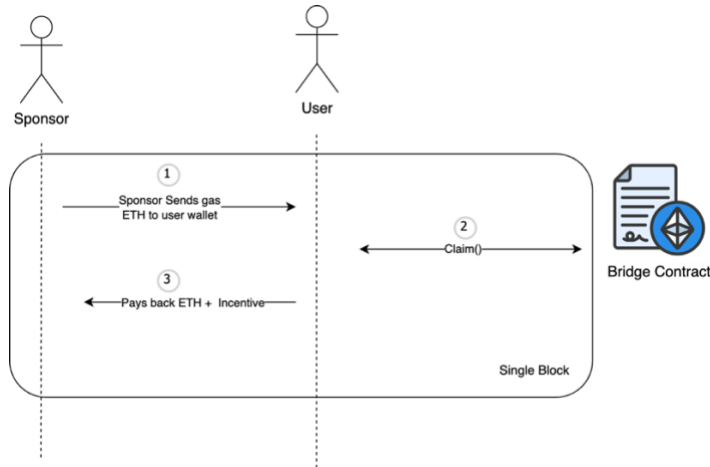 Sponsor
User
1
Sponsor Sends gas
ETH to user wallet
2
Claim()
Bridge Contract
3
Pays back ETH + Incentive
Single Block